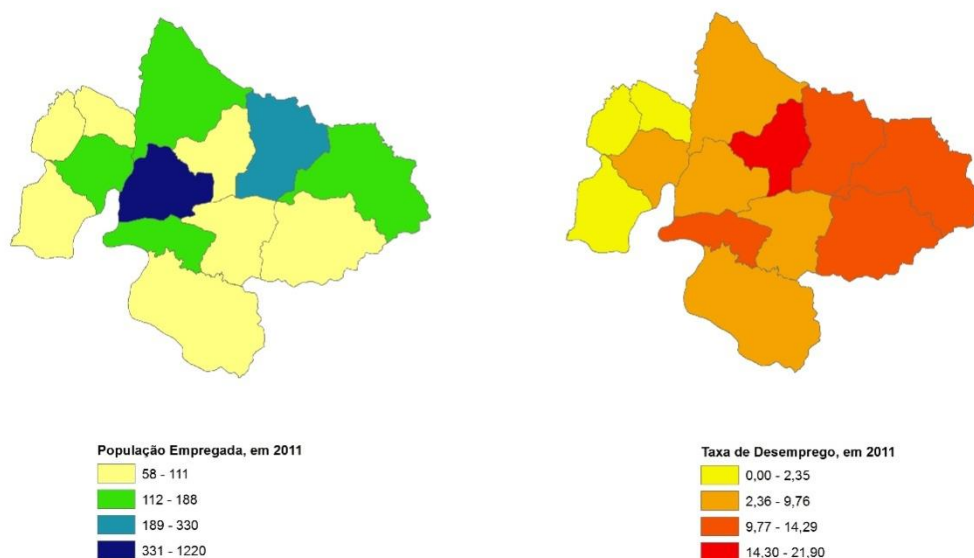 População Empregada, em 2011
58 - 111
112 - 188
189 - 330
331 - 1220
Taxa de Desemprego, em 2011
0,00 - 2,35
2,36 - 9,76
9,77 - 14,29
14,30 - 21,90